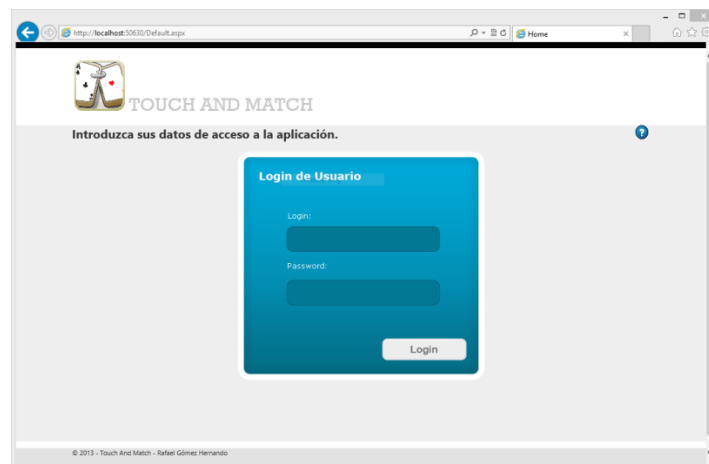 http://localhost:50630/Default.aspx
Home
TOUCH AND MATCH
Introduzca sus datos de acceso a la aplicación.
?
Login de Usuario
Login:
Password:
Login
© 2013 - Touch And Match - Rafael Gómez Hernando